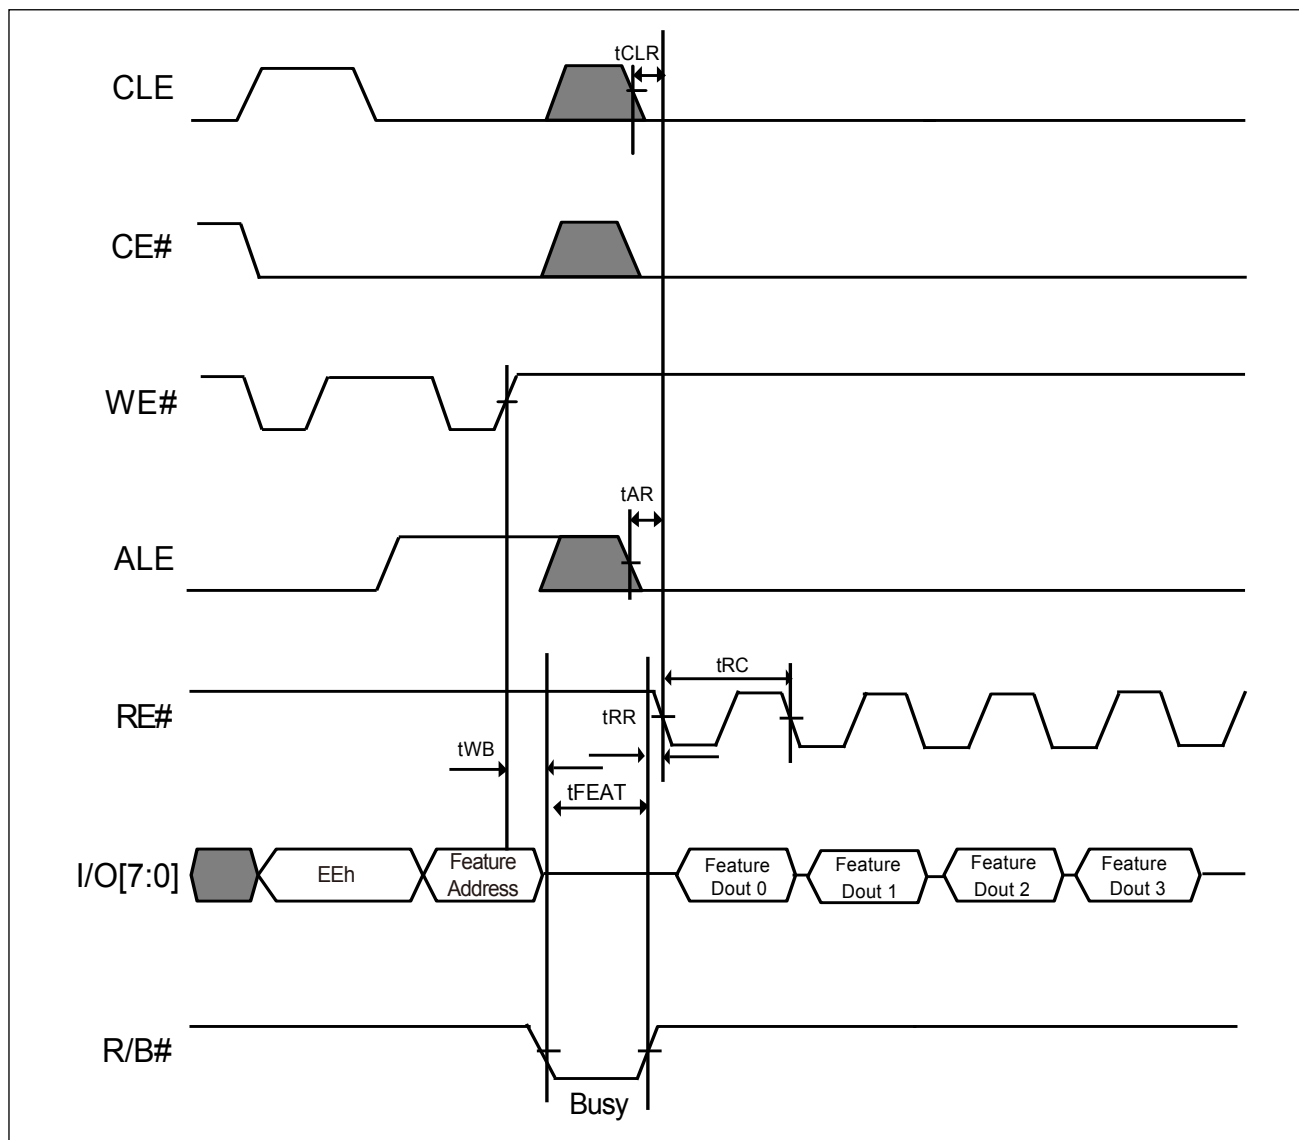 tCLR
CLE
CE#
WE#
tAR
ALE
tRC
RE#
tRR
tWB
tFEAT
I/O[7:0]
EEh
Feature
Address
Feature
Dout 0
Feature
Dout 1
Feature
Dout 2
Feature
Dout 3
R/B#
Busy